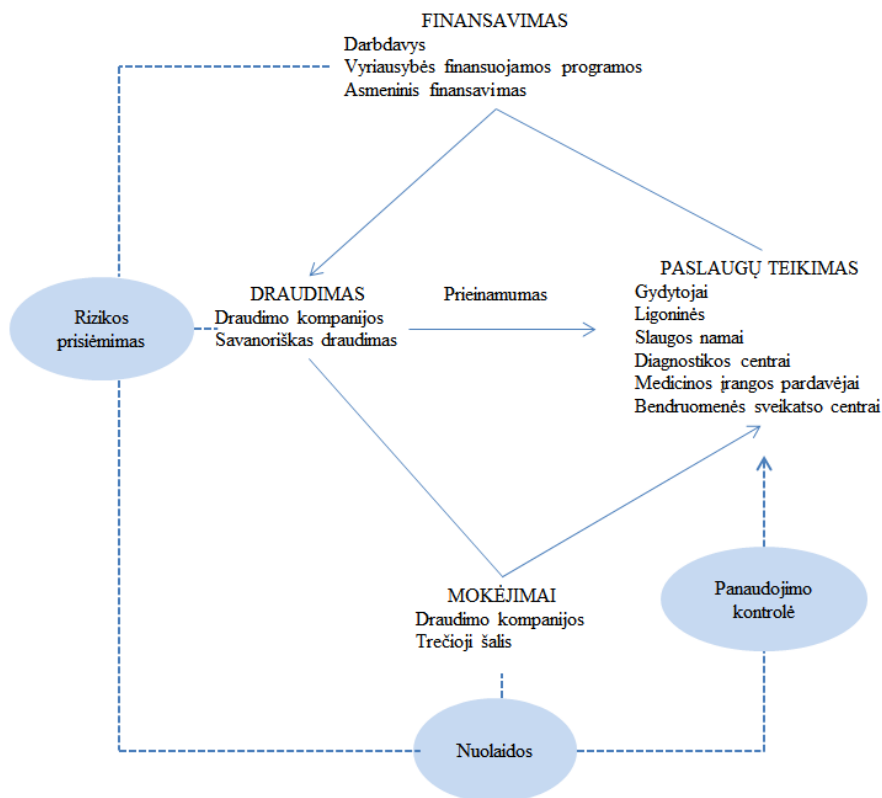 FINANSAVIMAS
Darbdavys
Vyriausybės finansuojamos programos
Asmeninis finansavimas
Rizikos
prisiėmimas
DRAUDIMAS
Draudimo kompanijos
Savanoriškas draudimas
Prieinamumas
PASLAUGŲ TEIKIMAS
Gydytojai
Ligoninės
Slaugos namai
Diagnostikos centrai
Medicinos įrangos pardavėjai
Bendruomenės sveikatso centrai
MOKĖJIMAI
Draudimo kompanijos
Trečioji šalis
Panaudojimo
kontrolė
Nuolaidos